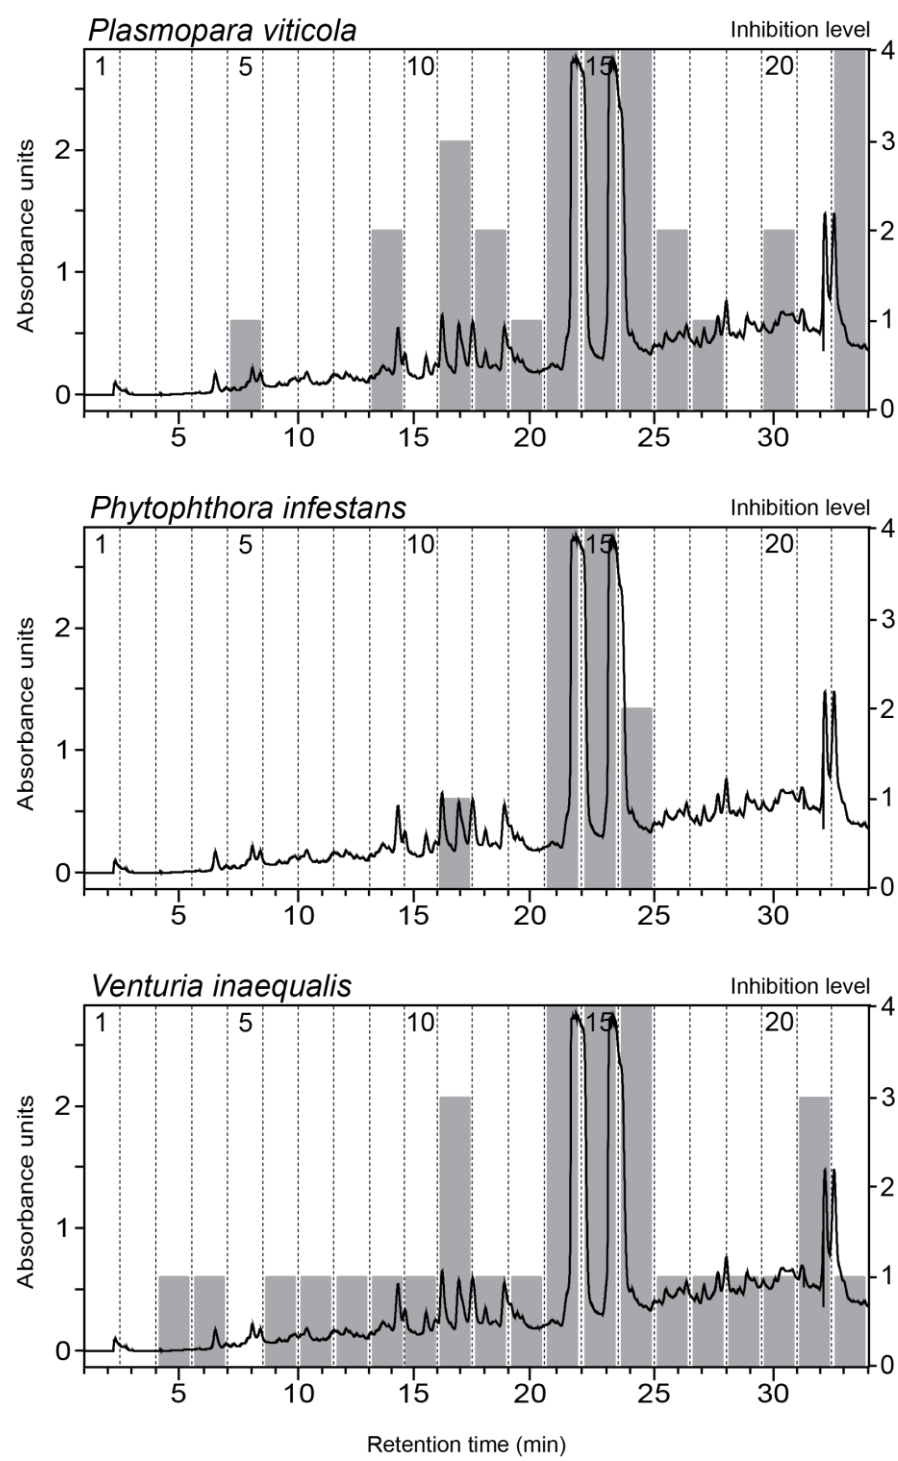 Plasmopara viticola
Inhibition level
1 5 10 15 20
Absorbance units
2
1
0
4
3
2
1
0
5 10 15 20 25 30
Phytophthora infestans
Inhibition level
1 5 10 15 20
Absorbance units
2
1
0
4
3
2
1
0
5 10 15 20 25 30
Venturia inaequalis
Inhibition level
1 5 10 15 20
Absorbance units
2
1
0
4
3
2
1
0
5 10 15 20 25 30
Retention time (min)